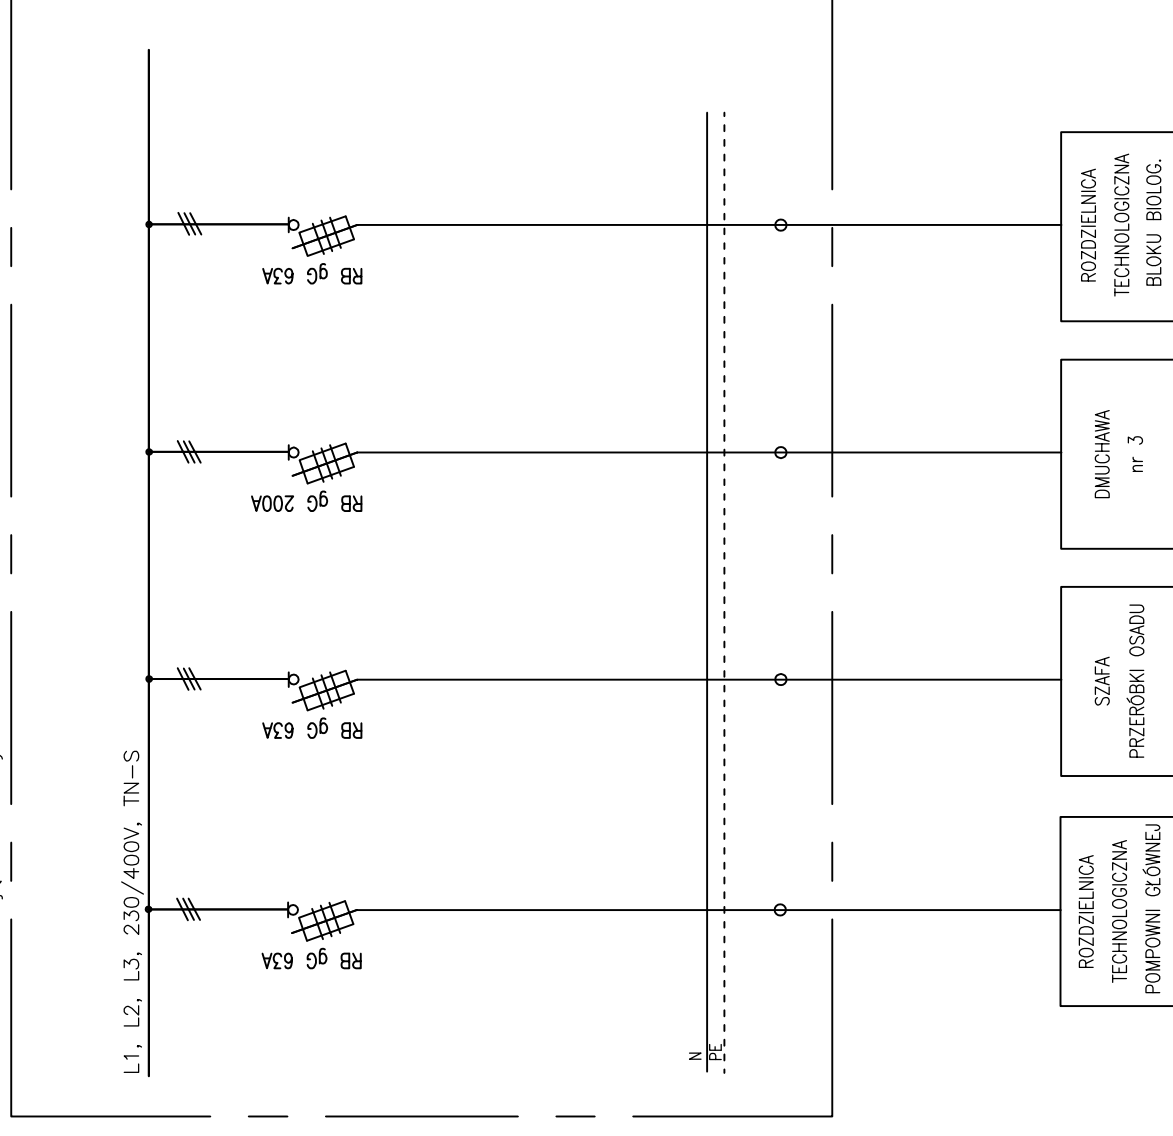 L1, L2, L3, 230/400V, TN-S
RB gG 63A
RB gG 63A
RB gG 200A
RB gG 63A
N
PE
ROZDZIELNICA
TECHNOLOGICZNA
POMPOWNI GŁÓWNEJ
SZAFA
PRZERÓBKI OSADU
DMUCHAWA
nr 3
ROZDZIELNICA
TECHNOLOGICZNA
BLOKU BIOLOG.